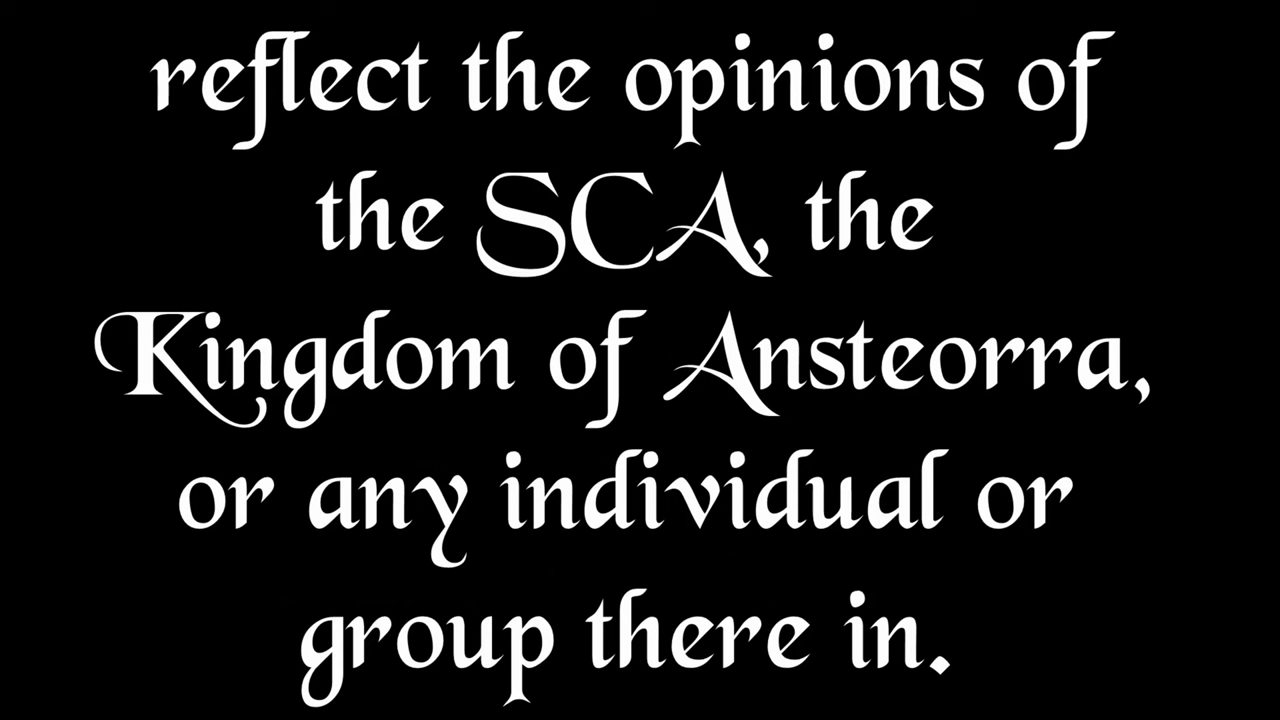 reflect the opinions of
the SCA, the
Kingdom of Ansteorra,
or any individual or
group there in.